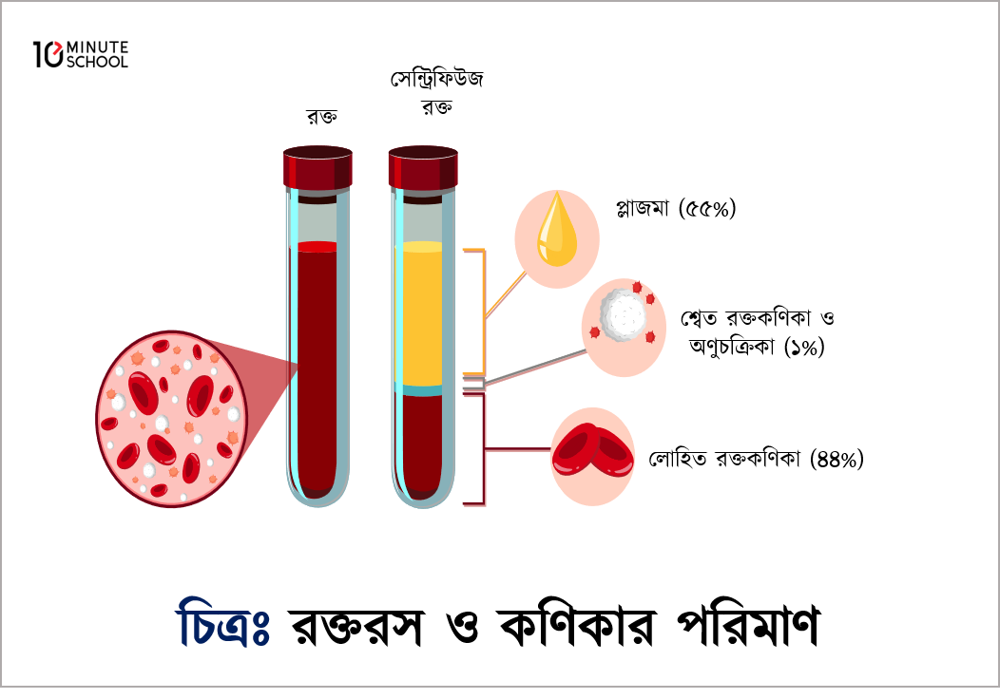 10 MINUTE
SCHOOL
সেন্ট্রিফিউজ
রক্ত
রক্ত
প্লাজমা (৫৫%)
শ্বেত রক্তকণিকা ও
অণুচক্রিকা (১%)
লোহিত রক্তকণিকা (৪৪%)
চিত্রঃ রক্তরস ও কণিকার পরিমাণ